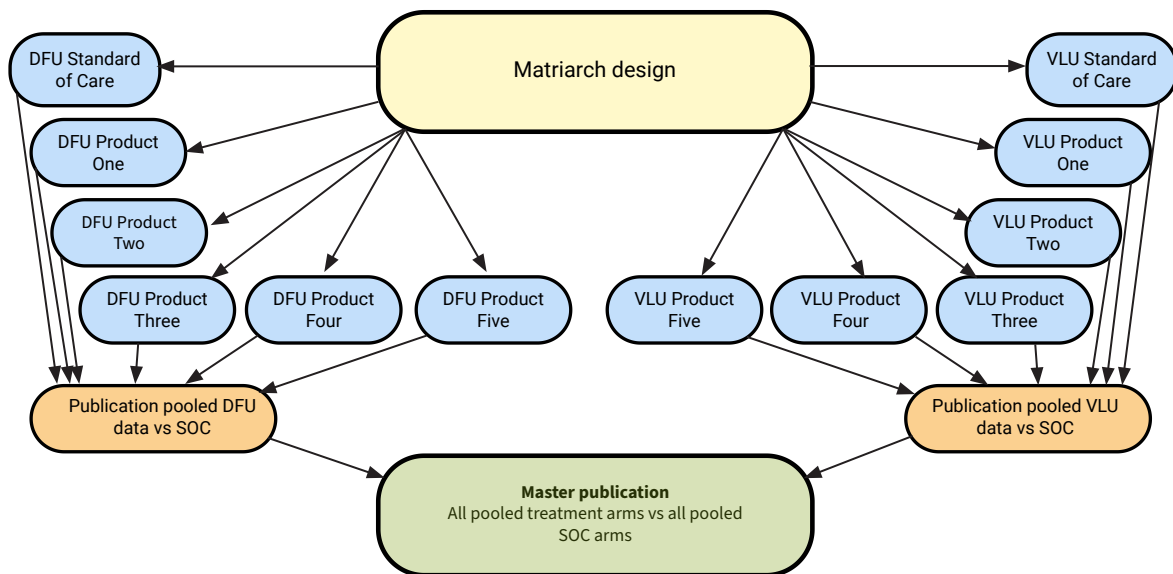 DFU Standard
of Care
Matriarch design
VLU Standard
of Care
DFU Product
One
VLU Product
One
DFU Product
Two
VLU Product
Two
DFU Product
Three
DFU Product
Four
DFU Product
Five
VLU Product
Five
VLU Product
Four
VLU Product
Three
Publication pooled DFU
data vs SOC
Publication pooled VLU
data vs SOC
Master publication
All pooled treatment arms vs all pooled
SOC arms